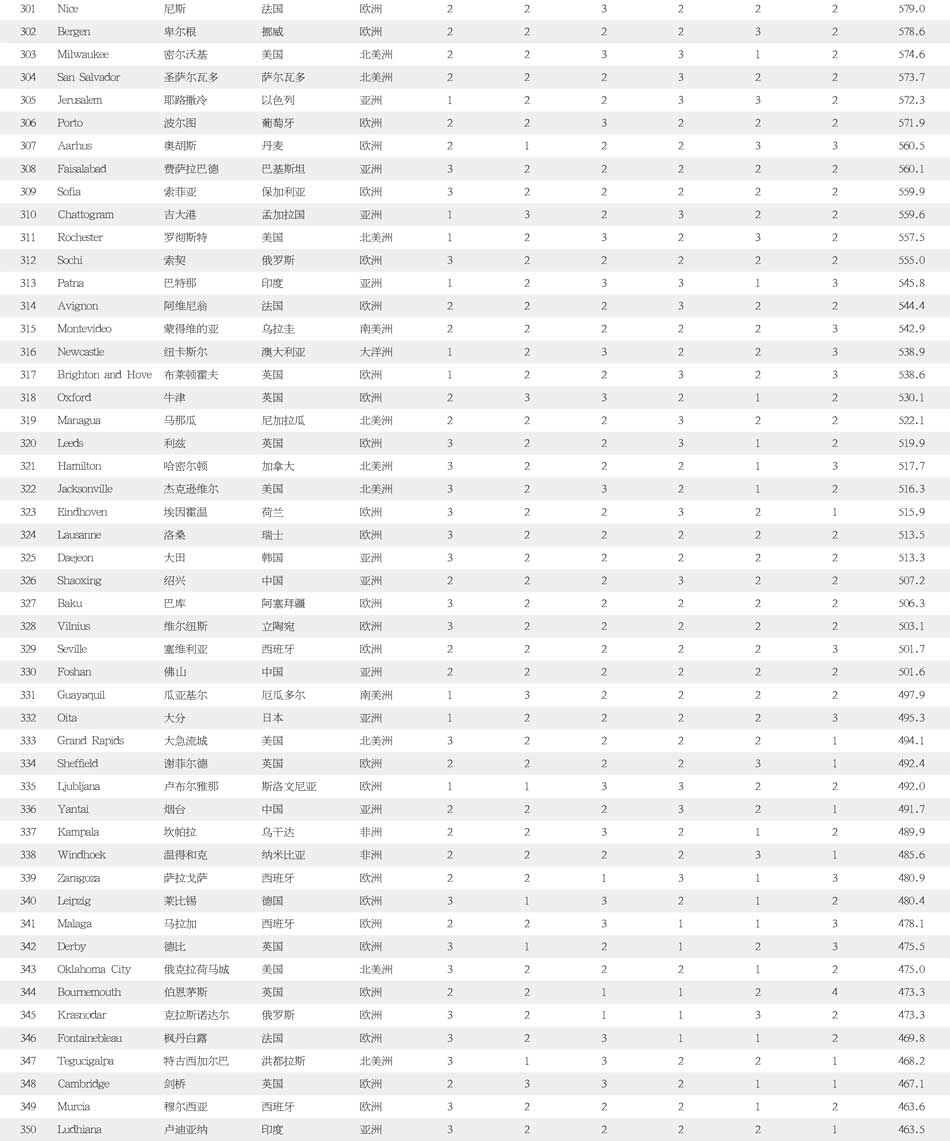 301 Nice 尼斯 法国 欧洲 2 2 3 2 2 2 579.0
302 Bergen 卑尔根 挪威 欧洲 2 2 2 2 3 2 578.6
303 Milwaukee 密尔沃基 美国 北美洲 2 2 3 3 1 2 574.6
304 San Salvador 圣萨尔瓦多 萨尔瓦多 北美洲 2 2 2 3 2 2 573.7
305 Jerusalem 耶路撒冷 以色列 亚洲 1 2 2 3 3 2 572.3
306 Porto 波尔图 葡萄牙 欧洲 2 2 3 2 2 2 571.9
307 Aarhus 奥胡斯 丹麦 欧洲 2 1 2 2 3 3 560.5
308 Faisalabad 费萨拉巴德 巴基斯坦 亚洲 3 2 2 2 2 2 560.1
309 Sofia 索菲亚 保加利亚 欧洲 3 2 2 2 2 2 559.9
310 Chattogram 吉大港 孟加拉国 亚洲 1 3 2 3 2 2 559.6
311 Rochester 罗彻斯特 美国 北美洲 1 2 3 2 3 2 557.5
312 Sochi 索契 俄罗斯 欧洲 3 2 2 2 2 2 555.0
313 Patna 巴特那 印度 亚洲 1 2 3 3 1 3 545.8
314 Avignon 阿维尼翁 法国 欧洲 2 2 2 3 2 2 544.4
315 Montevideo 蒙得维的亚 乌拉圭 南美洲 2 2 2 2 2 3 542.9
316 Newcastle 纽卡斯尔 澳大利亚 大洋洲 1 2 3 2 2 3 538.9
317 Brighton and Hove 布莱顿霍夫 英国 欧洲 1 2 2 3 2 3 538.6
318 Oxford 牛津 英国 欧洲 2 3 3 2 1 2 530.1
319 Managua 马那瓜 尼加拉瓜 北美洲 2 2 2 3 2 2 522.1
320 Leeds 利兹 英国 欧洲 3 2 2 3 1 2 519.9
321 Hamilton 哈密尔顿 加拿大 北美洲 3 2 2 2 1 3 517.7
322 Jacksonville 杰克逊维尔 美国 北美洲 3 2 3 2 1 2 516.3
323 Eindhoven 埃因霍温 荷兰 欧洲 3 2 2 3 2 1 515.9
324 Lausanne 洛桑 瑞士 欧洲 3 2 2 2 2 2 513.5
325 Daejeon 大田 韩国 亚洲 3 2 2 2 2 2 513.3
326 Shaoxing 绍兴 中国 亚洲 2 2 2 3 2 2 507.2
327 Baku 巴库 阿塞拜疆 欧洲 3 2 2 2 2 2 506.3
328 Vilnius 维尔纽斯 立陶宛 欧洲 3 2 2 2 2 2 503.1
329 Seville 塞维利亚 西班牙 欧洲 2 2 2 2 2 3 501.7
330 Foshan 佛山 中国 亚洲 2 2 2 2 2 2 501.6
331 Guayaquil 瓜亚基尔 厄瓜多尔 南美洲 1 3 2 2 2 2 497.9
332 Oita 大分 日本 亚洲 1 2 2 2 2 3 495.3
333 Grand Rapids 大急流城 美国 北美洲 3 2 2 2 2 1 494.1
334 Sheffield 谢菲尔德 英国 欧洲 2 2 2 2 3 1 492.4
335 Ljubljana 卢布尔雅那 斯洛文尼亚 欧洲 1 1 3 3 2 2 492.0
336 Yantai 烟台 中国 亚洲 2 2 2 3 2 1 491.7
337 Kampala 坎帕拉 乌干达 非洲 2 2 3 2 1 2 489.9
338 Windhoek 温得和克 纳米比亚 非洲 2 2 2 2 3 1 485.6
339 Zaragoza 萨拉戈萨 西班牙 欧洲 2 2 1 3 1 3 480.9
340 Leipzig 莱比锡 德国 欧洲 3 1 3 2 1 2 480.4
341 Malaga 马拉加 西班牙 欧洲 2 2 3 1 1 3 478.1
342 Derby 德比 英国 欧洲 3 1 2 1 2 3 475.5
343 Oklahoma City 俄克拉荷马城 美国 北美洲 3 2 2 2 1 2 475.0
344 Bournemouth 伯恩茅斯 英国 欧洲 2 2 1 1 2 4 473.3
345 Krasnodar 克拉斯诺达尔 俄罗斯 欧洲 3 2 1 1 3 2 473.3
346 Fontainebleau 枫丹白露 法国 欧洲 3 2 3 1 1 2 469.8
347 Tegucigalpa 特古西加尔巴 洪都拉斯 北美洲 3 1 3 2 2 1 468.2
348 Cambridge 剑桥 英国 欧洲 2 3 3 2 1 1 467.1
349 Murcia 穆尔西亚 西班牙 欧洲 3 2 2 2 1 2 463.6
350 Ludhiana 卢迪亚纳 印度 亚洲 3 2 2 2 2 1 463.5